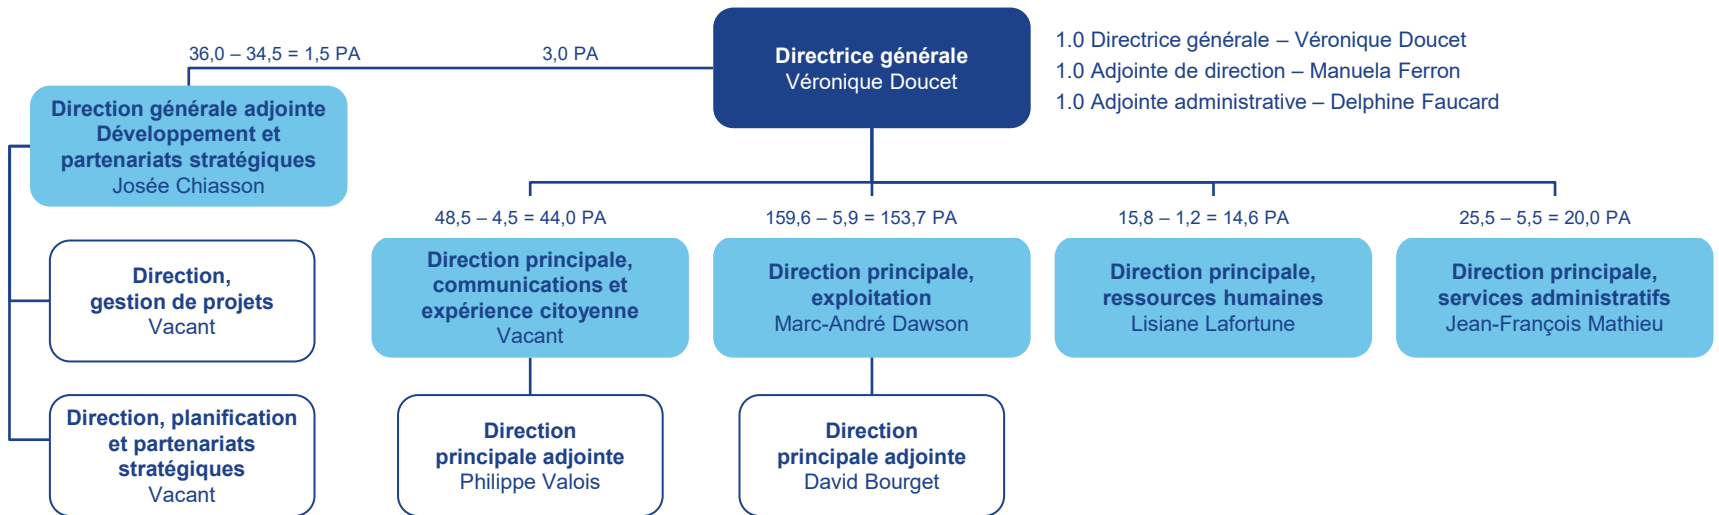 36,0 – 34,5 = 1,5 PA
3,0 PA
Directrice générale
Véronique Doucet
1.0 Directrice générale – Véronique Doucet
1.0 Adjointe de direction – Manuela Ferron
1.0 Adjointe administrative – Delphine Faucard
Direction générale adjointe
Développement et
partenariats stratégiques
Josée Chiasson
48,5 – 4,5 = 44,0 PA
159,6 – 5,9 = 153,7 PA
15,8 – 1,2 = 14,6 PA
25,5 – 5,5 = 20,0 PA
Direction,
gestion de projets
Vacant
Direction principale,
communications et
expérience citoyenne
Vacant
Direction principale,
exploitation
Marc-André Dawson
Direction principale,
ressources humaines
Lisiane Lafortune
Direction principale,
services administratifs
Jean-François Mathieu
Direction, planification
et partenariats
stratégiques
Vacant
Direction
principale adjointe
Philippe Valois
Direction
principale adjointe
David Bourget